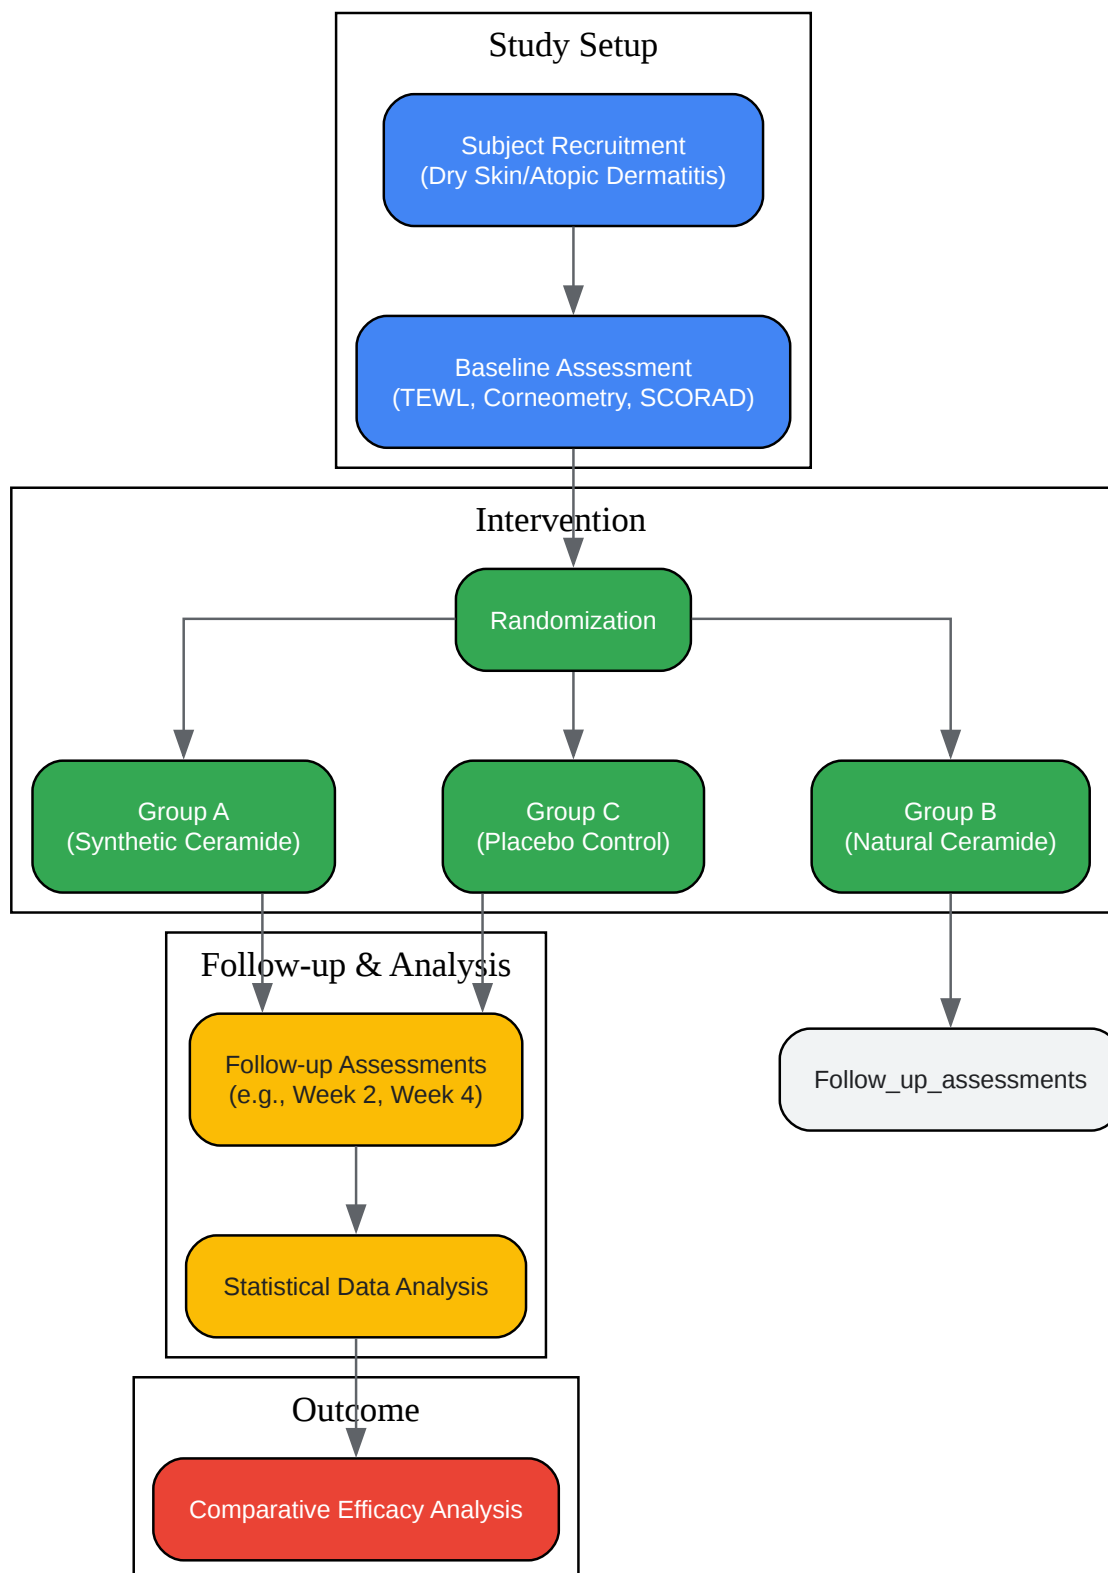 Study Setup
Subject Recruitment
(Dry Skin/Atopic Dermatitis)
Baseline Assessment
(TEWL, Corneometry, SCORAD)
Intervention
Randomization
Group A
(Synthetic Ceramide)
Group C
(Placebo Control)
Group B
(Natural Ceramide)
Follow-up & Analysis
Follow-up Assessments
(e.g., Week 2, Week 4)
Follow_up_assessments
Statistical Data Analysis
Outcome
Comparative Efficacy Analysis